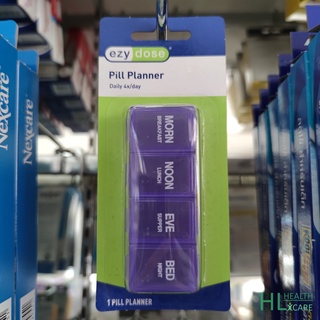 ezy dose
Pill Planner
Daily 4x/day
MORN
BREAKFAST
NOON
LUNCH
EVE
SUPPER
BED
NIGHT
1 PILL PLANNER
Nexcare
Nexcare
HL HEALTH
XCARE